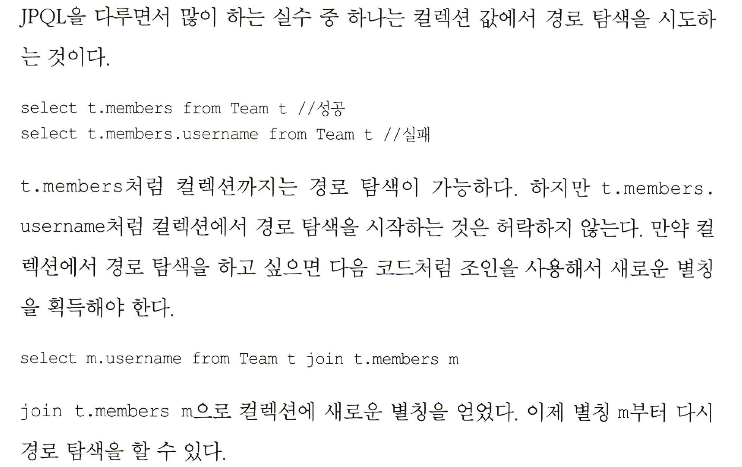 JPQL을 다루면서 많이 하는 실수 중 하나는 컬렉션 값에서 경로 탐색을 시도하
는 것이다.
select t.members from Team t //성공
select t.members.username from Team t //실패
t.members처럼 컬렉션까지는 경로 탐색이 가능하다. 하지만 t.members.
username처럼 컬렉션에서 경로 탐색을 시작하는 것은 허락하지 않는다. 만약 컬
렉션에서 경로 탐색을 하고 싶으면 다음 코드처럼 조인을 사용해서 새로운 별칭
을 획득해야 한다.
select m.username from Team t join t.members m
join t.members m으로 컬렉션에 새로운 별칭을 얻었다. 이제 별칭 m부터 다시
경로 탐색을 할 수 있다.